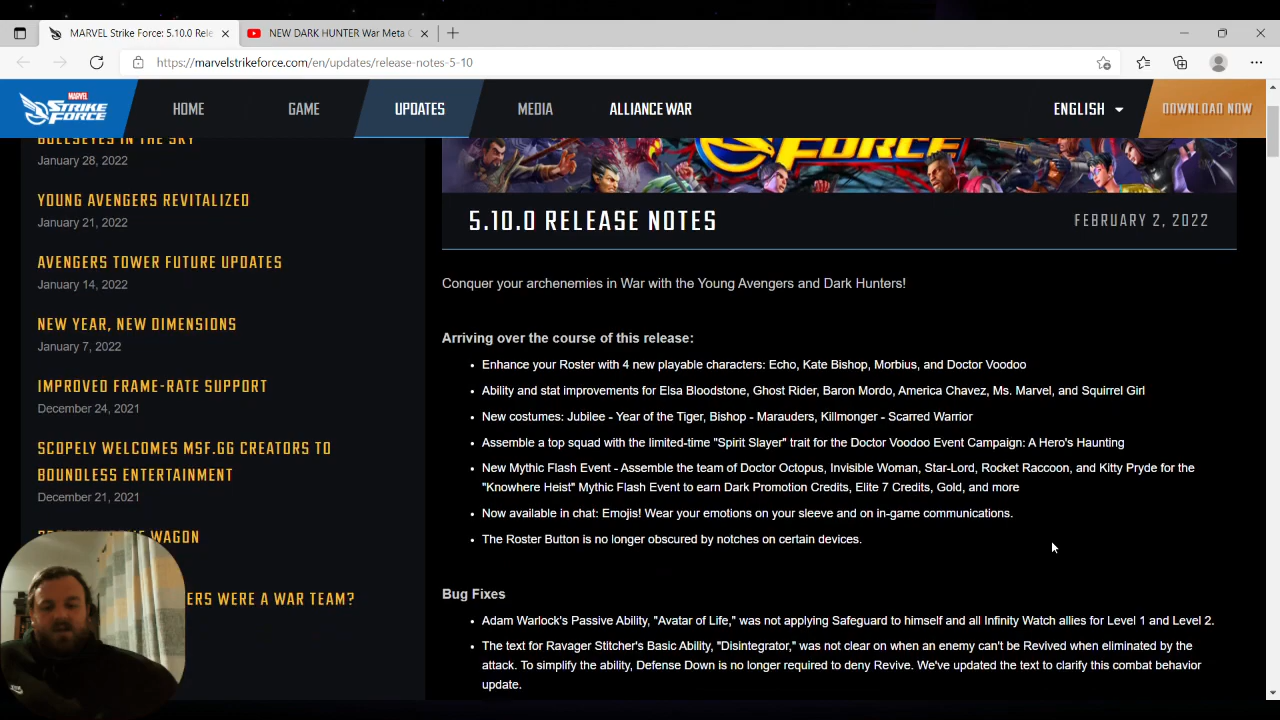 MARVEL Strike Force: 5.10.0 Rele
NEW DARK HUNTER War Meta
https://marvelstrikeforce.com/en/updates/release-notes-5-10
MARVEL
STRIKE
FORCE
HOME
GAME
UPDATES
MEDIA
ALLIANCE WAR
ENGLISH
DOWNLOAD NOW
BULLSEYES IN THE SKY
January 28, 2022
YOUNG AVENGERS REVITALIZED
January 21, 2022
AVENGERS TOWER FUTURE UPDATES
January 14, 2022
NEW YEAR, NEW DIMENSIONS
January 7, 2022
IMPROVED FRAME-RATE SUPPORT
December 24, 2021
SCOPELY WELCOMES MSF.GG CREATORS TO
BOUNDLESS ENTERTAINMENT
December 21, 2021
WAGON
ERS WERE A WAR TEAM?
FORCE
5.10.0 RELEASE NOTES
FEBRUARY 2, 2022
Conquer your archenemies in War with the Young Avengers and Dark Hunters!
Arriving over the course of this release:
• Enhance your Roster with 4 new playable characters: Echo, Kate Bishop, Morbius, and Doctor Voodoo
• Ability and stat improvements for Elsa Bloodstone, Ghost Rider, Baron Mordo, America Chavez, Ms. Marvel, and Squirrel Girl
• New costumes: Jubilee - Year of the Tiger, Bishop - Marauders, Killmonger - Scarred Warrior
• Assemble a top squad with the limited-time "Spirit Slayer" trait for the Doctor Voodoo Event Campaign: A Hero's Haunting
• New Mythic Flash Event - Assemble the team of Doctor Octopus, Invisible Woman, Star-Lord, Rocket Raccoon, and Kitty Pryde for the
"Knowhere Heist" Mythic Flash Event to earn Dark Promotion Credits, Elite 7 Credits, Gold, and more
• Now available in chat: Emojis! Wear your emotions on your sleeve and on in-game communications.
• The Roster Button is no longer obscured by notches on certain devices.
Bug Fixes
• Adam Warlock's Passive Ability, "Avatar of Life," was not applying Safeguard to himself and all Infinity Watch allies for Level 1 and Level 2.
• The text for Ravager Stitcher's Basic Ability, "Disintegrator," was not clear on when an enemy can't be Revived when eliminated by the
attack. To simplify the ability, Defense Down is no longer required to deny Revive. We've updated the text to clarify this combat behavior
update.